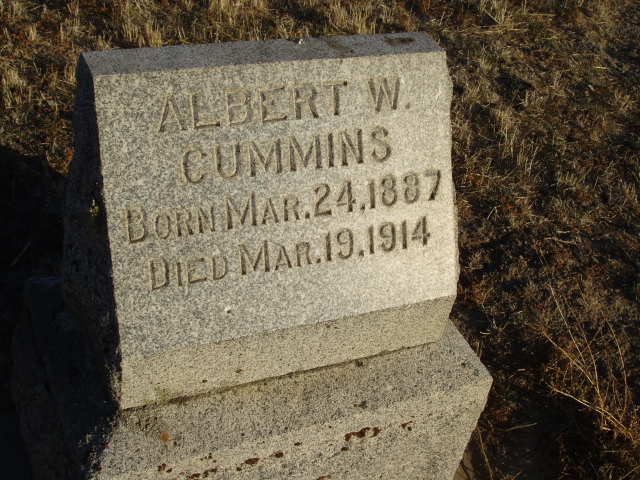 ALBERT W.
CUMMINS
BORN MAR. 24. 1887
DIED MAR. 19. 1914